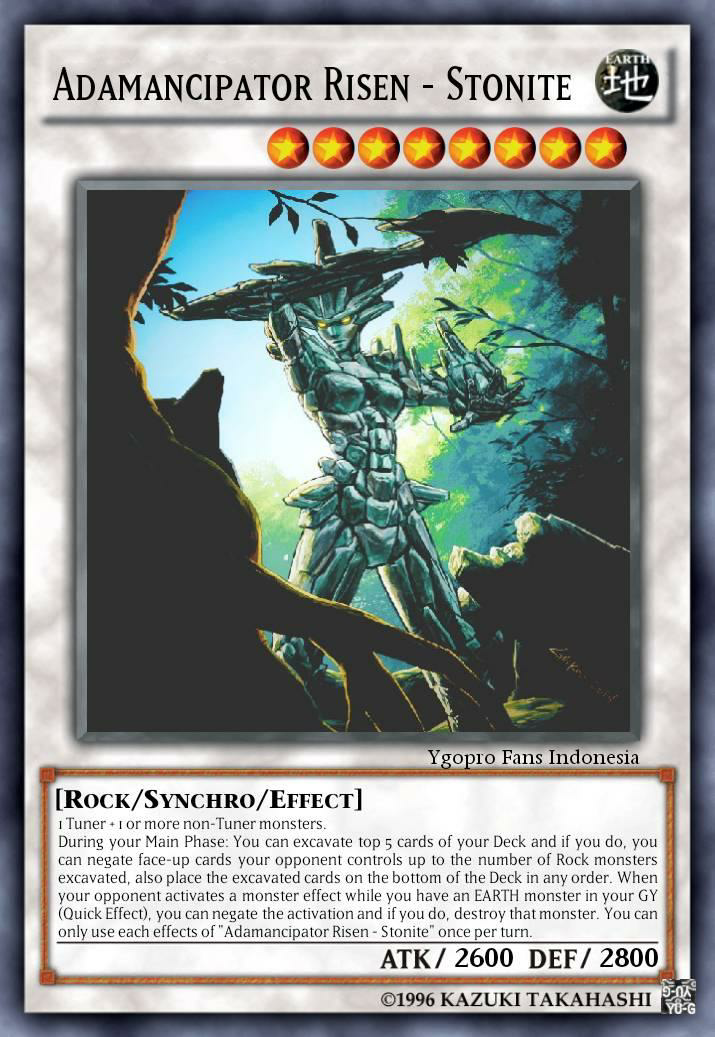 Adamancipator Risen - Stonite
EARTH
地
Ygopro Fans Indonesia
[Rock/Synchro/Effect]
1 Tuner + 1 or more non-Tuner monsters.
During your Main Phase: You can excavate top 5 cards of your Deck and if you do, you
can negate face-up cards your opponent controls up to the number of Rock monsters
excavated, also place the excavated cards on the bottom of the Deck in any order. When
your opponent activates a monster effect while you have an EARTH monster in your GY
(Quick Effect), you can negate the activation and if you do, destroy that monster. You can
only use each effects of "Adamancipator Risen - Stonite" once per turn.
ATK/ 2600 DEF/ 2800
©1996 KAZUKI TAKAHASHI